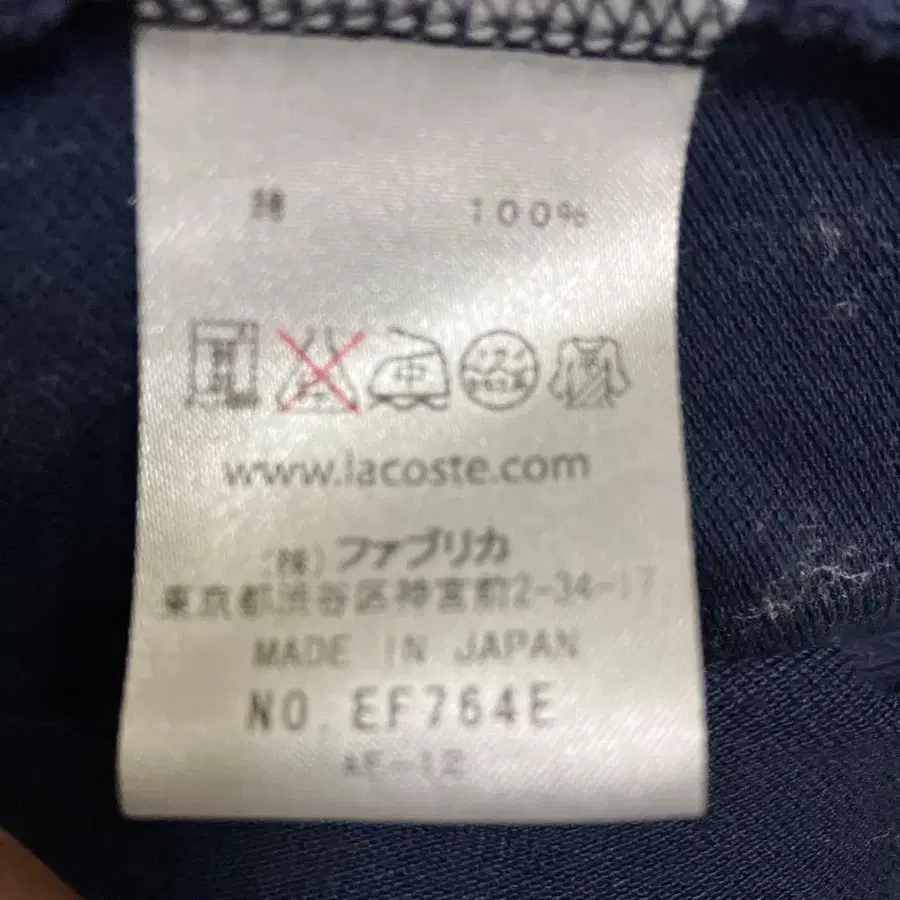 綿 100%
中
www.lacoste.com
(株)ファブリカ
東京都渋谷区神宮前2-34-17
MADE IN JAPAN
NO. EF764E